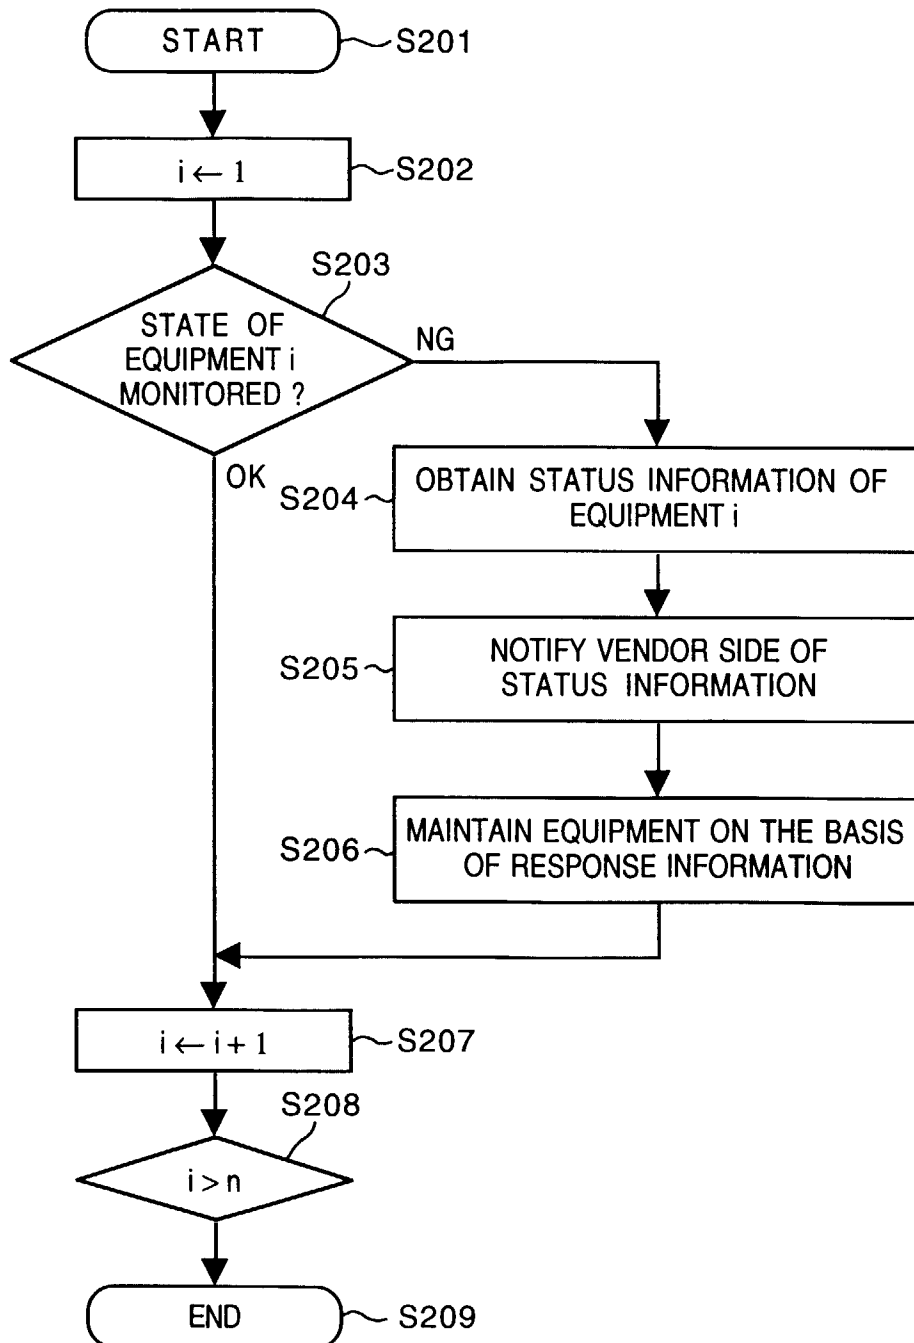 START
S201
i ← 1
S202
S203
STATE OF
EQUIPMENT i
MONITORED ?
NG
OK
S204
OBTAIN STATUS INFORMATION OF
EQUIPMENT i
S205
NOTIFY VENDOR SIDE OF
STATUS INFORMATION
S206
MAINTAIN EQUIPMENT ON THE BASIS
OF RESPONSE INFORMATION
i ← i + 1
S207
S208
i > n
END
S209